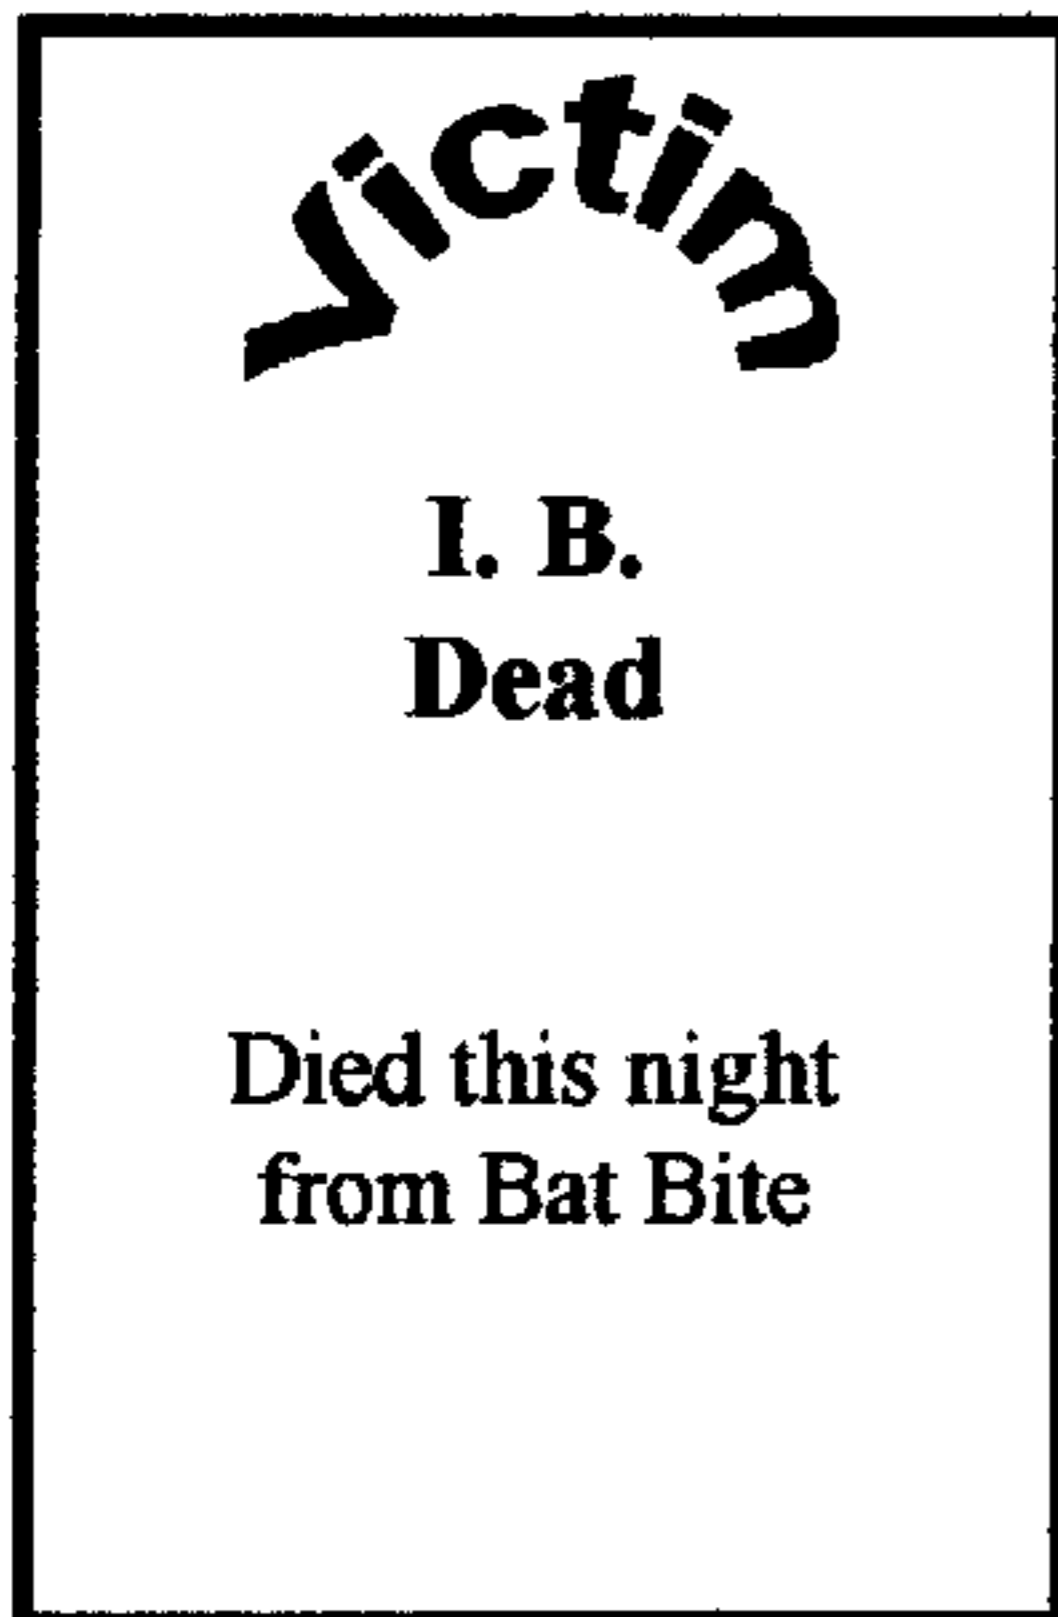 Victim
I. B.
Dead
Died this night
from Bat Bite